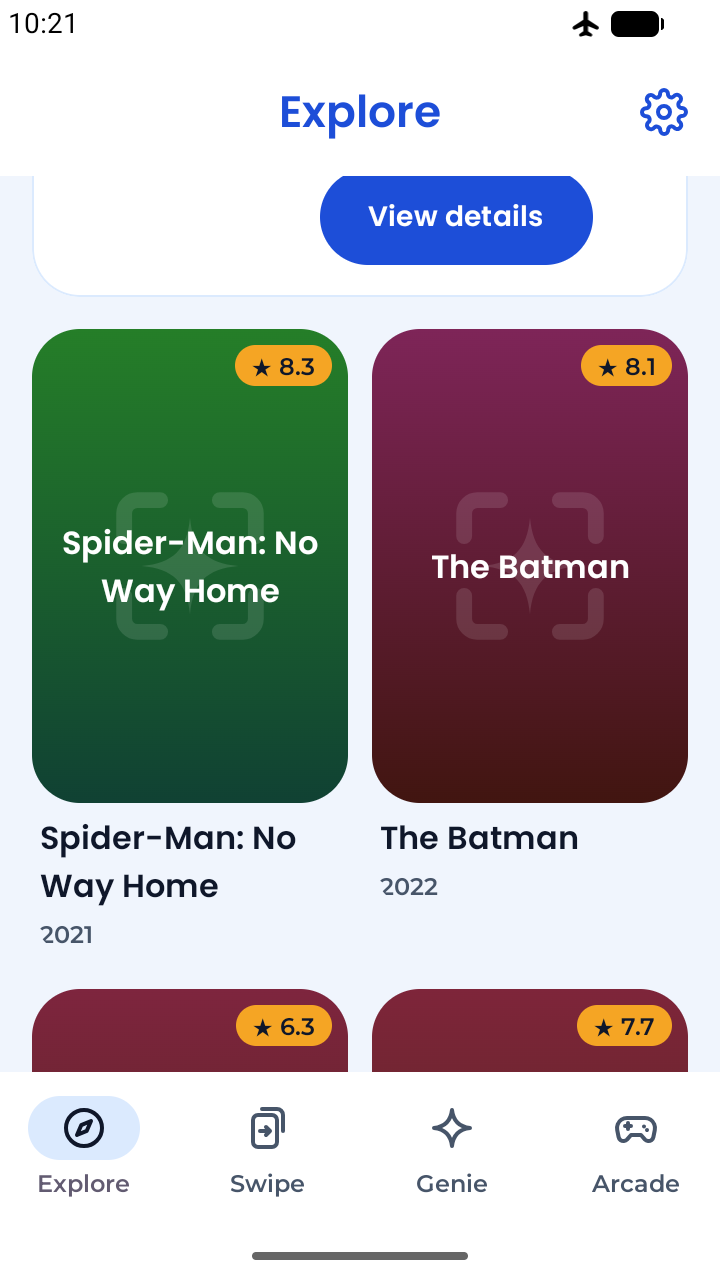 10:21
Explore
View details
★ 8.3
Spider-Man: No
Way Home
★ 8.1
The Batman
Spider-Man: No
Way Home
2021
The Batman
2022
★ 6.3
★ 7.7
Explore
Swipe
Genie
Arcade